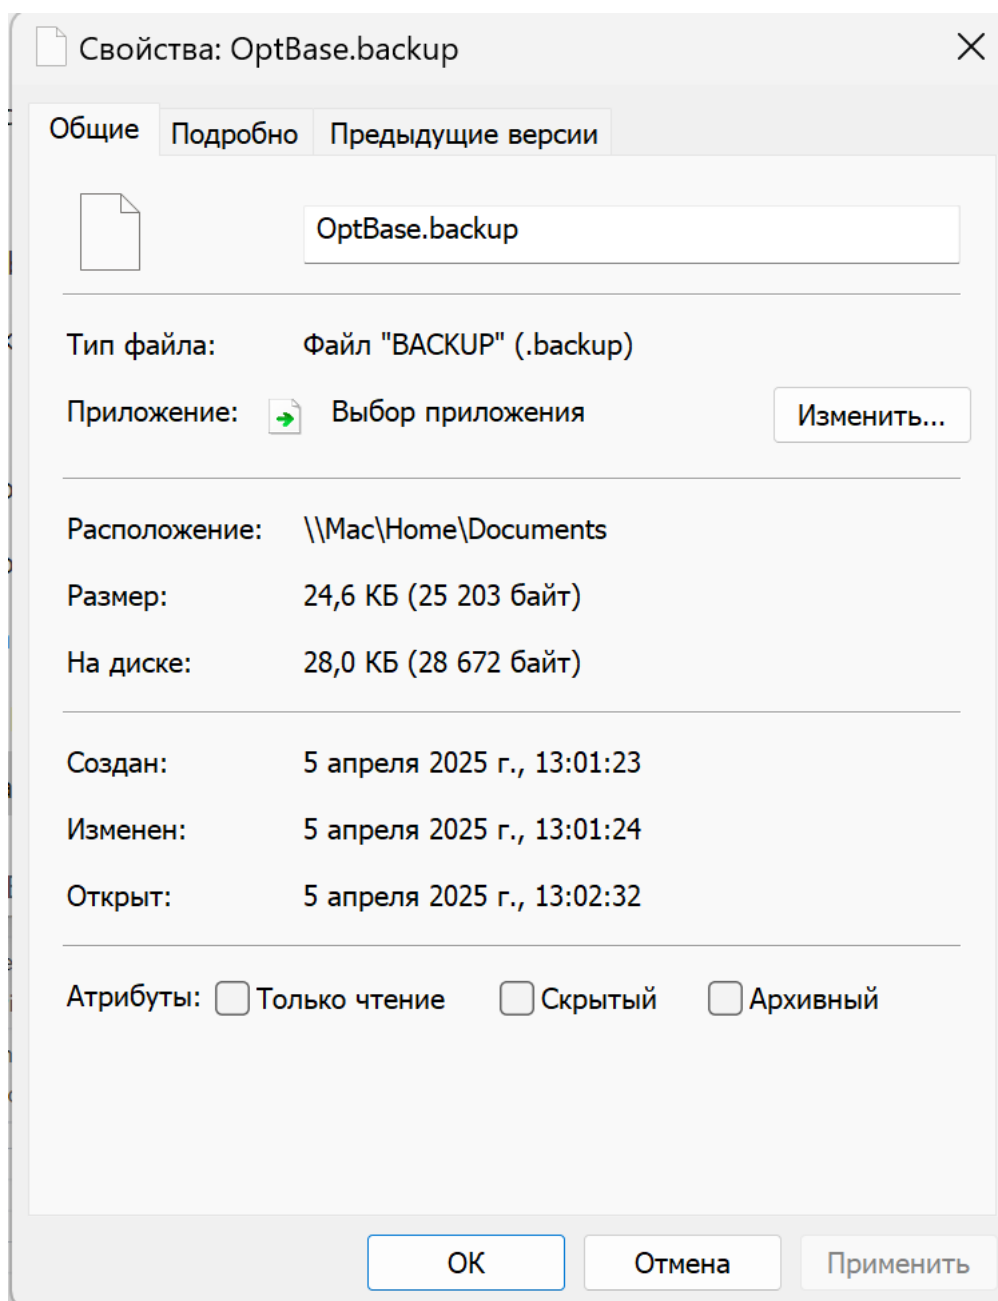 Свойства: OptBase.backup
Общие Подробно Предыдущие версии
OptBase.backup
Тип файла: Файл "BACKUP" (.backup)
Приложение: Выбор приложения Изменить...
Расположение: \\Mac\Home\Documents
Размер: 24,6 КБ (25 203 байт)
На диске: 28,0 КБ (28 672 байт)
Создан: 5 апреля 2025 г., 13:01:23
Изменен: 5 апреля 2025 г., 13:01:24
Открыт: 5 апреля 2025 г., 13:02:32
Атрибуты: Только чтение Скрытый Архивный
ОК Отмена Применить